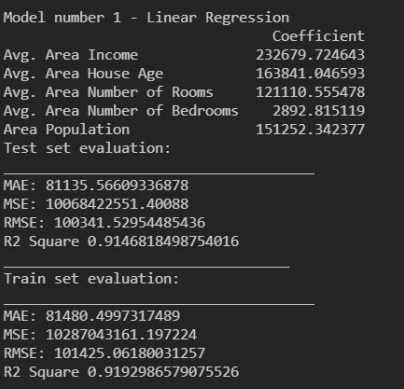 Model number 1 - Linear Regression
Coefficient
Avg. Area Income 232679.724643
Avg. Area House Age 163841.046593
Avg. Area Number of Rooms 121110.555478
Avg. Area Number of Bedrooms 2892.815119
Area Population 151252.342377
Test set evaluation:
MAE: 81135.56609336878
MSE: 10068422551.40088
RMSE: 100341.52954485436
R2 Square 0.9146818498754016
Train set evaluation:
MAE: 81480.4997317489
MSE: 10287043161.197224
RMSE: 101425.06180031257
R2 Square 0.9192986579075526